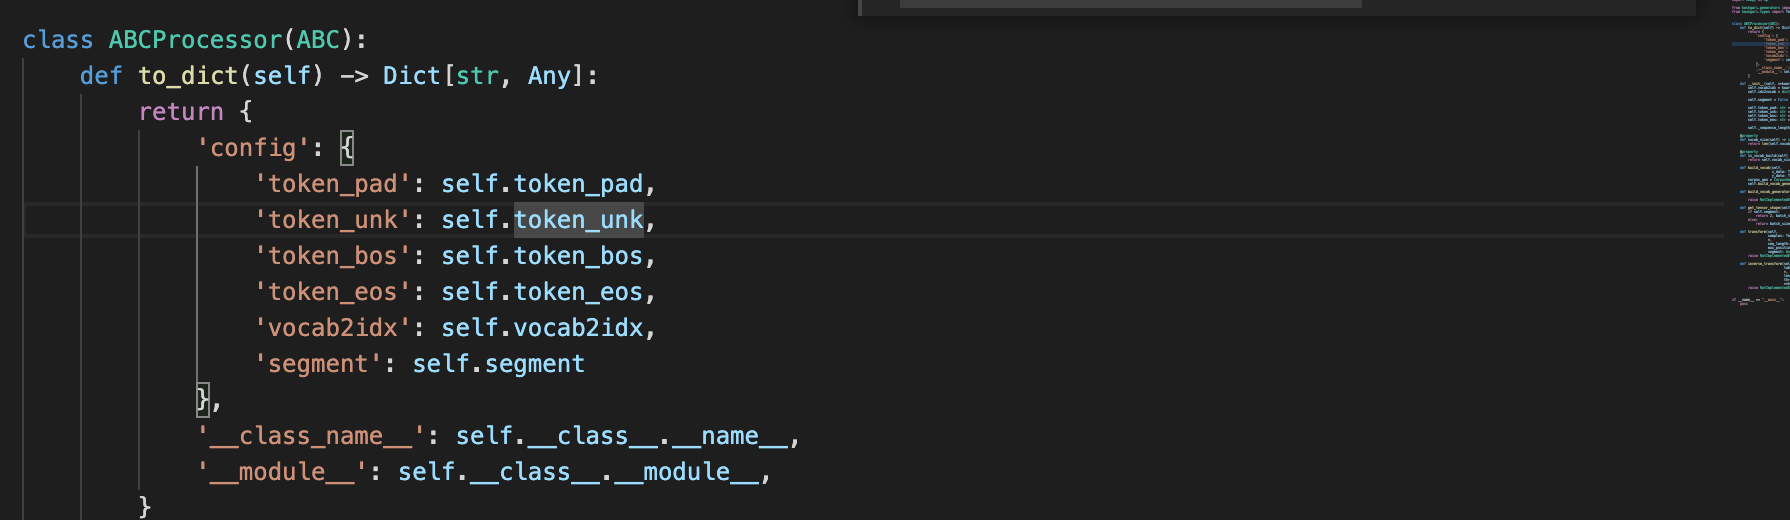 class ABCProcessor(ABC):
def to_dict(self) -> Dict[str, Any]:
return {
'config': {
'token_pad': self.token_pad,
'token_unk': self.token_unk,
'token_bos': self.token_bos,
'token_eos': self.token_eos,
'vocab2idx': self.vocab2idx,
'segment': self.segment
},
'__class_name__': self.__class__.__name__,
'__module__': self.__class__.__module__,
}